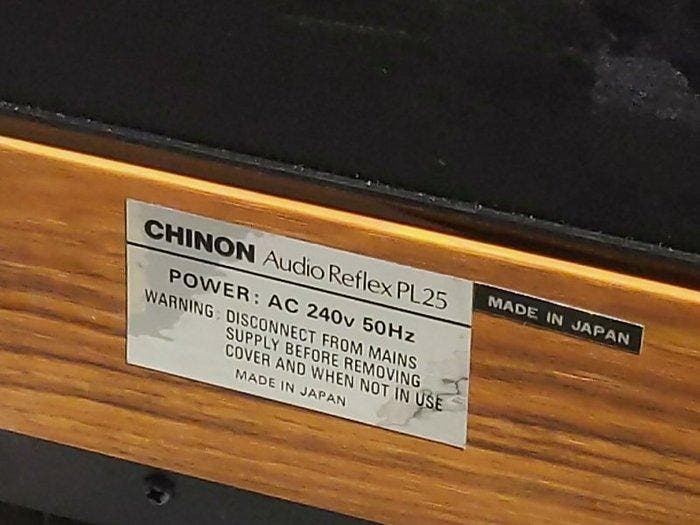 CHINON Audio Reflex PL25
POWER: AC 240v 50Hz
WARNING: DISCONNECT FROM MAINS
SUPPLY BEFORE REMOVING
COVER AND WHEN NOT IN USE
MADE IN JAPAN
MADE IN JAPAN